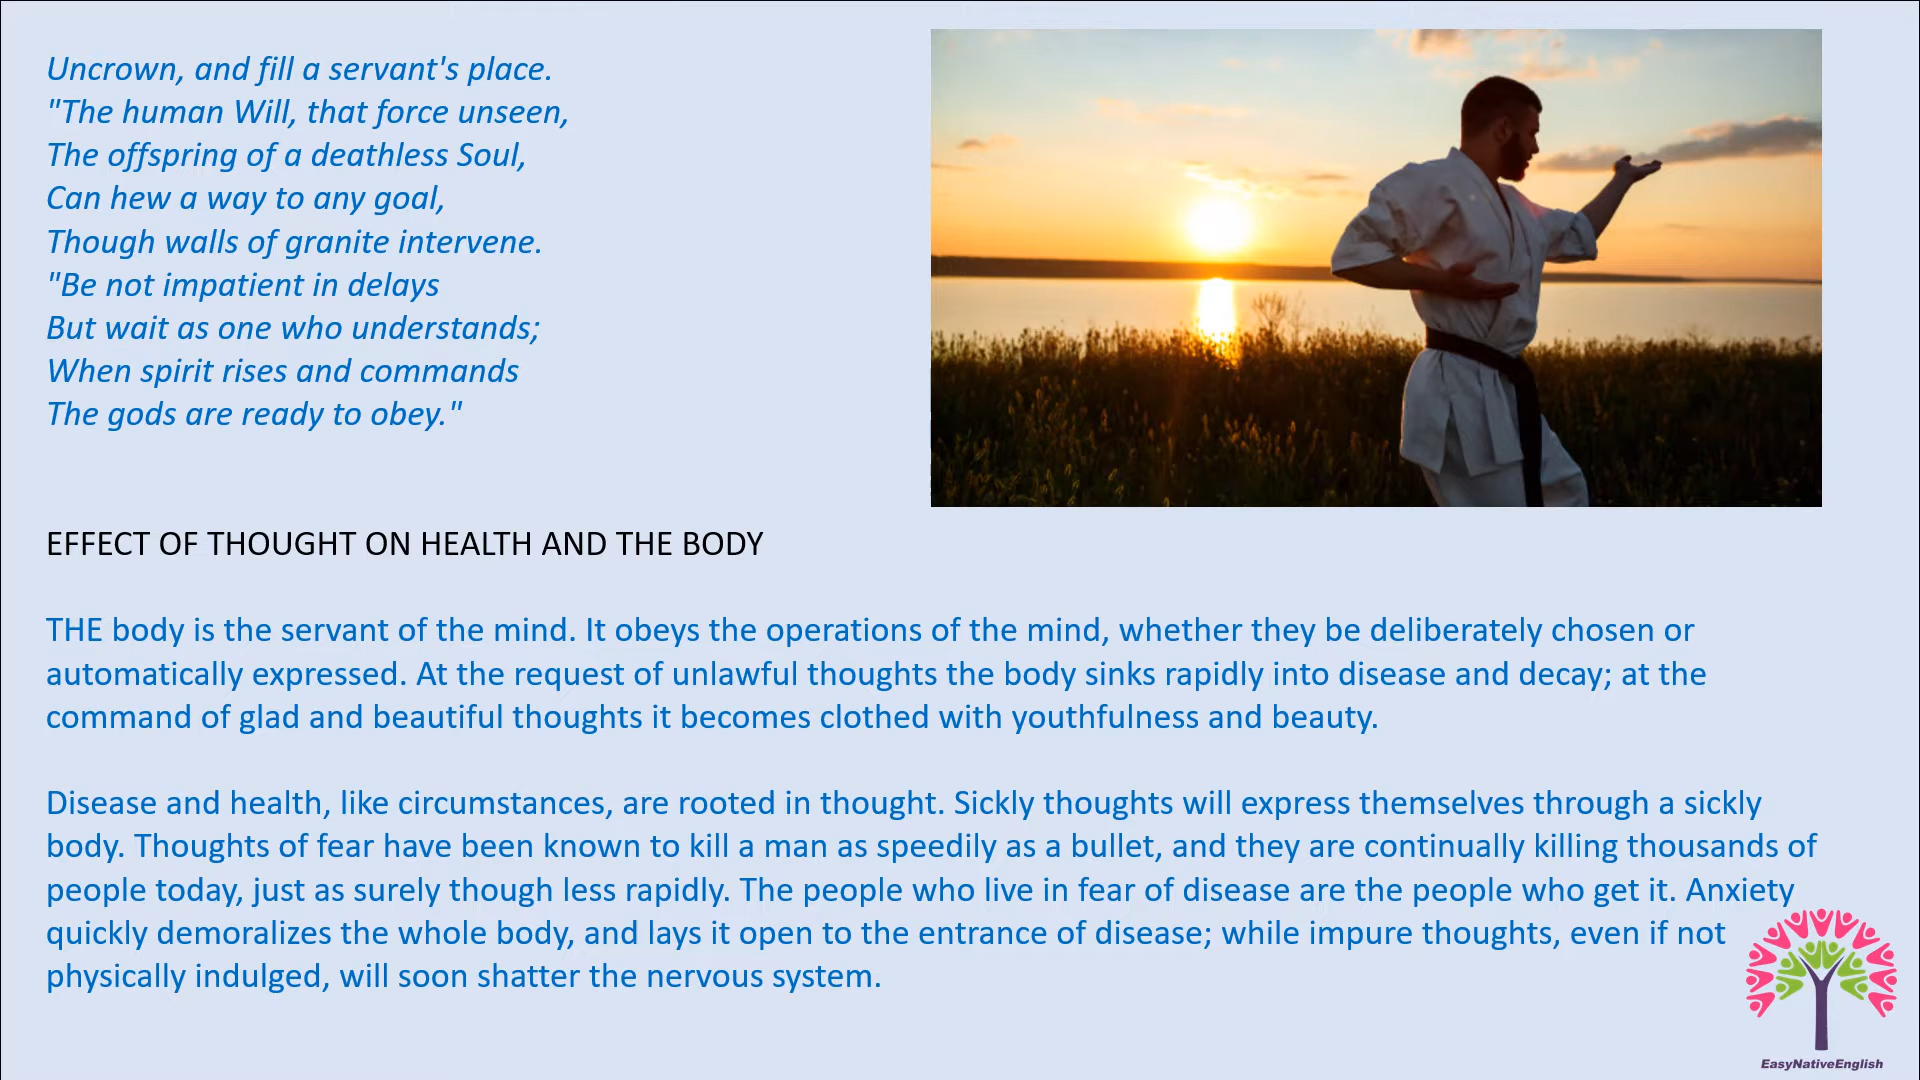 Uncrown, and fill a servant's place.
"The human Will, that force unseen,
The offspring of a deathless Soul,
Can hew a way to any goal,
Though walls of granite intervene.
"Be not impatient in delays
But wait as one who understands;
When spirit rises and commands
The gods are ready to obey."
EFFECT OF THOUGHT ON HEALTH AND THE BODY
THE body is the servant of the mind. It obeys the operations of the mind, whether they be deliberately chosen or
automatically expressed. At the request of unlawful thoughts the body sinks rapidly into disease and decay; at the
command of glad and beautiful thoughts it becomes clothed with youthfulness and beauty.
Disease and health, like circumstances, are rooted in thought. Sickly thoughts will express themselves through a sickly
body. Thoughts of fear have been known to kill a man as speedily as a bullet, and they are continually killing thousands of
people today, just as surely though less rapidly. The people who live in fear of disease are the people who get it. Anxiety
quickly demoralizes the whole body, and lays it open to the entrance of disease; while impure thoughts, even if not
physically indulged, will soon shatter the nervous system.
EasyNativeEnglish